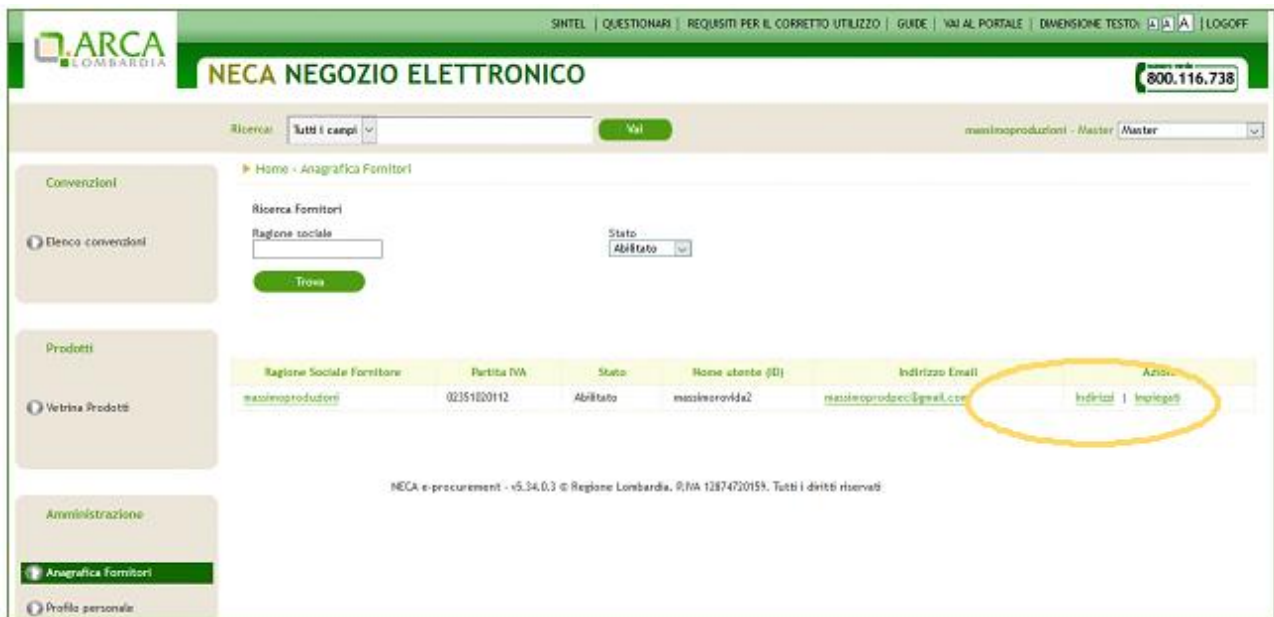 SINTEL | QUESTIONARI | REQUISITI PER IL CORRETTO UTILIZZO | GUIDE | VAI AL PORTALE | DIMENSIONE TESTO: A A A | LOGOFF
ARCA
LOMBARDIA
NECA NEGOZIO ELETTRONICO
numero verde
800.116.738
Ricerca: Tutti i campi Vai massimoproduzioni - Master Master
Convenzioni
Elenco convenzioni
Prodotti
Vetrina Prodotti
Amministrazione
Anagrafica Fornitori
Profilo personale
Home › Anagrafica Fornitori
Ricerca Fornitori
Ragione sociale Stato
Abilitato
Trova
Ragione Sociale Fornitore Partita IVA Stato Nome utente (ID) Indirizzo Email Azioni
massimoproduzioni 02351020112 Abilitato massimorovida2 massimoprodpec@gmail.com Indirizzi | Impiegati
NECA e-procurement - v5.34.0.3 © Regione Lombardia. P.IVA 12874720159. Tutti i diritti riservati